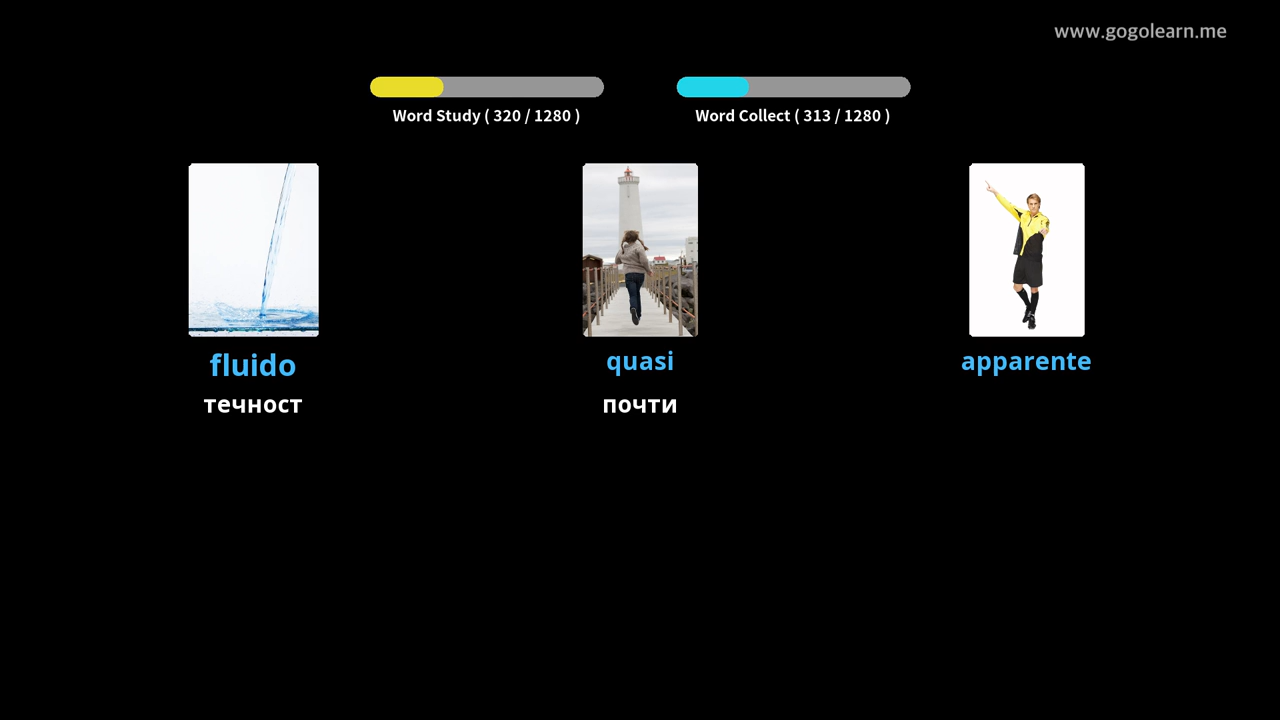 www.gogolearn.me
Word Study ( 320 / 1280 )
Word Collect ( 313 / 1280 )
fluido
течност
quasi
почти
apparente